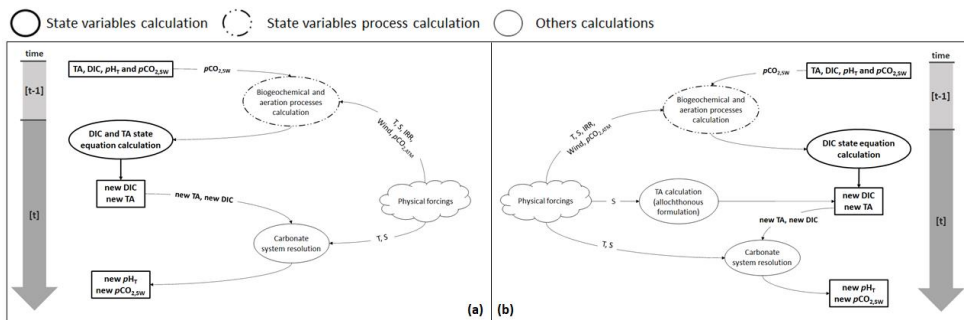 State variables calculation
State variables process calculation
Others calculations
time
[t-1]
[t]
TA, DIC, pHT and pCO2,SW
pCO2,SW
Biogeochemical and
aeration processes
calculation
T, S, IRR,
Wind, pCO2,ATM
DIC and TA state
equation calculation
new DIC
new TA
new TA, new DIC
Physical forcings
T, S
Carbonate
system resolution
new pHT
new pCO2,SW
(a)
(b)
time
[t-1]
[t]
pCO2,SW
TA, DIC, pHT and pCO2,SW
Biogeochemical and
aeration processes
calculation
T, S, IRR,
Wind, pCO2,ATM
DIC state equation
calculation
Physical forcings
S
TA calculation
(allochthonous
formulation)
new DIC
new TA
new TA, new DIC
T, S
Carbonate
system resolution
new pHT
new pCO2,SW